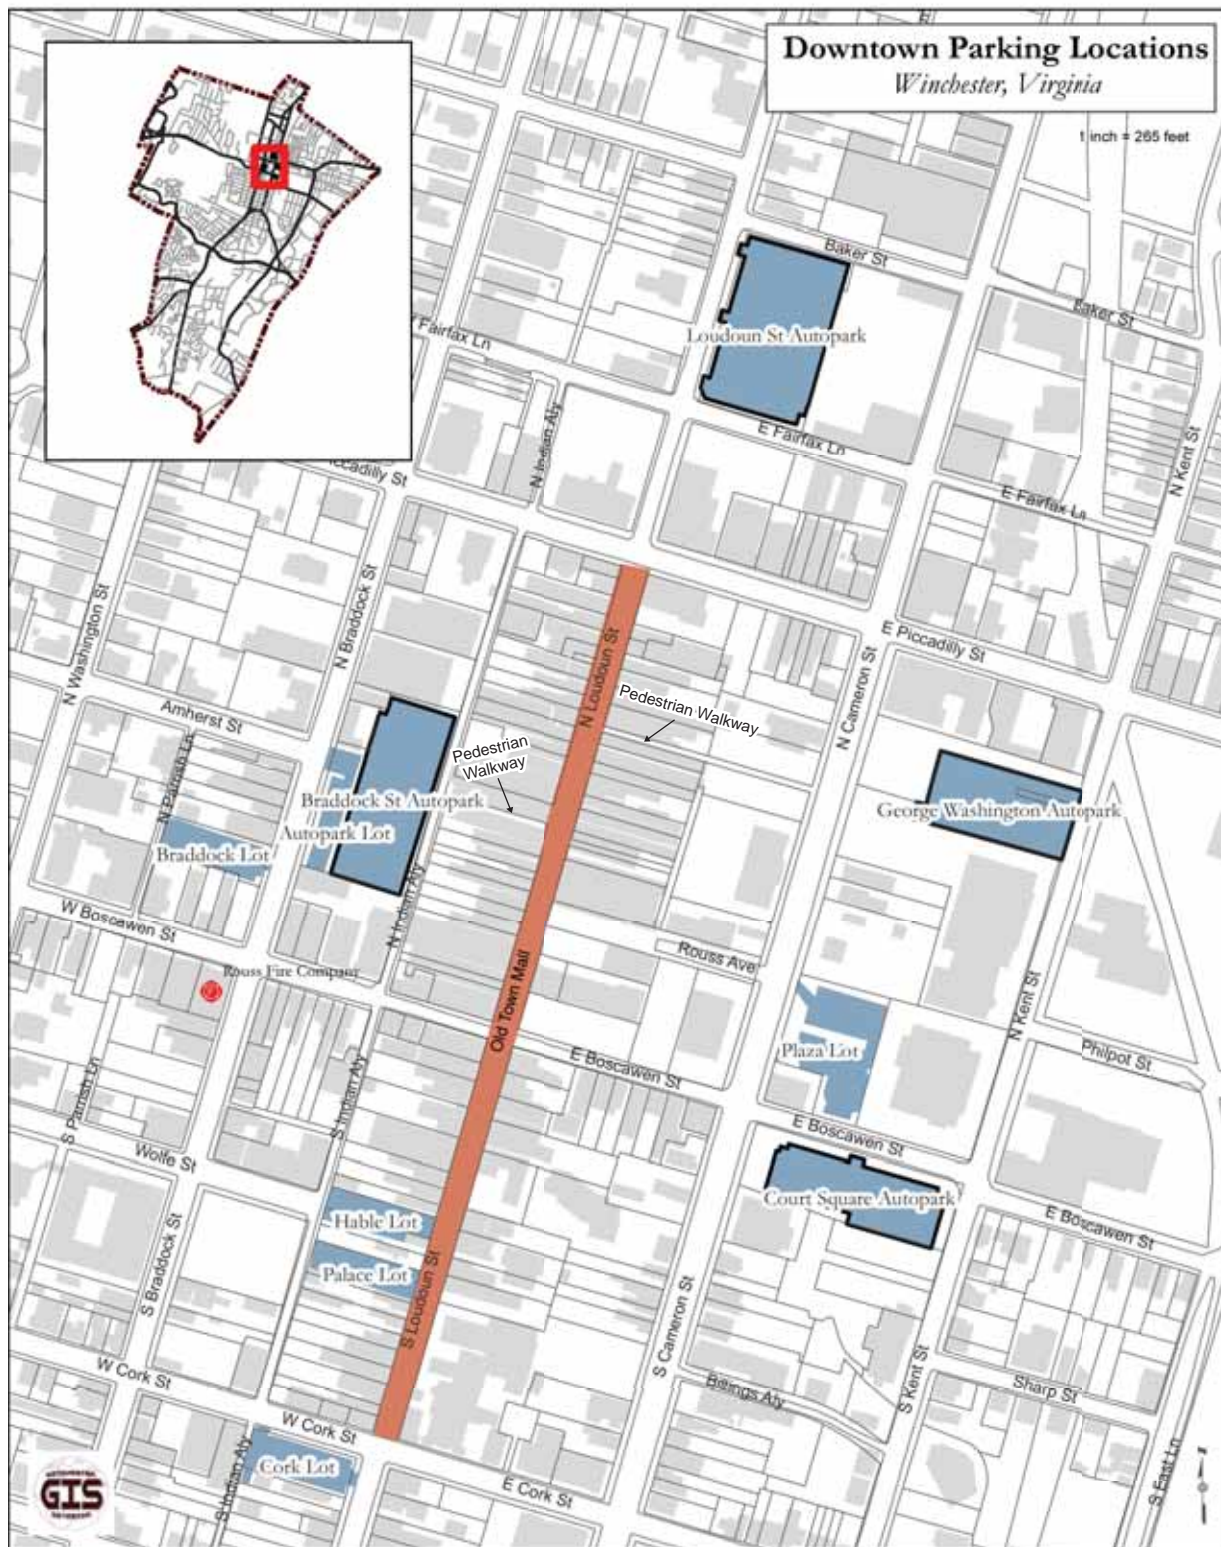 Downtown Parking Locations
Winchester, Virginia
1 inch = 265 feet
Baker St
Baker St
Loudoun St Autopark
Fairfax Ln
E Fairfax Ln
E Fairfax Ln
N Indian Aly
N Kent St
ccadilly St
N Washington St
N Braddock St
N Loudoun St
E Piccadilly St
N Cameron St
Pedestrian Walkway
Pedestrian
Walkway
Amherst St
N Parrish Ln
Braddock St Autopark
Autopark Lot
Braddock Lot
George Washington Autopark
N Indian Aly
W Boscawen St
Rouss Fire Company
Rouss Ave
Old Town Mall
N Kent St
Plaza Lot
Philpot St
E Boscawen St
S Indian Aly
S Parrish Ln
Wolfe St
E Boscawen St
Court Square Autopark
E Boscawen St
Hable Lot
Palace Lot
S Braddock St
S Loudoun St
S Cameron St
S Kent St
W Cork St
Beings Aly
Sharp St
W Cork St
Cork Lot
S Indian Aly
E Cork St
S East Ln
GIS